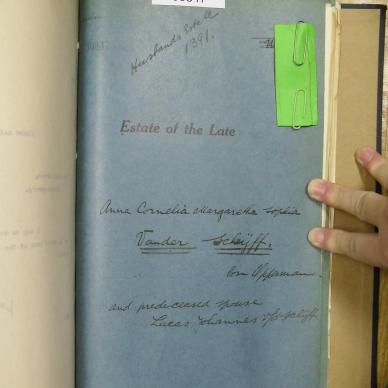 Husbands Estate
1391.
Estate of the Late
Anna Cornelia Margaretha Sophia
Vander Schijff.
born Opperman.
and predeceased spouse
Lucas Johannes v/d Schijff